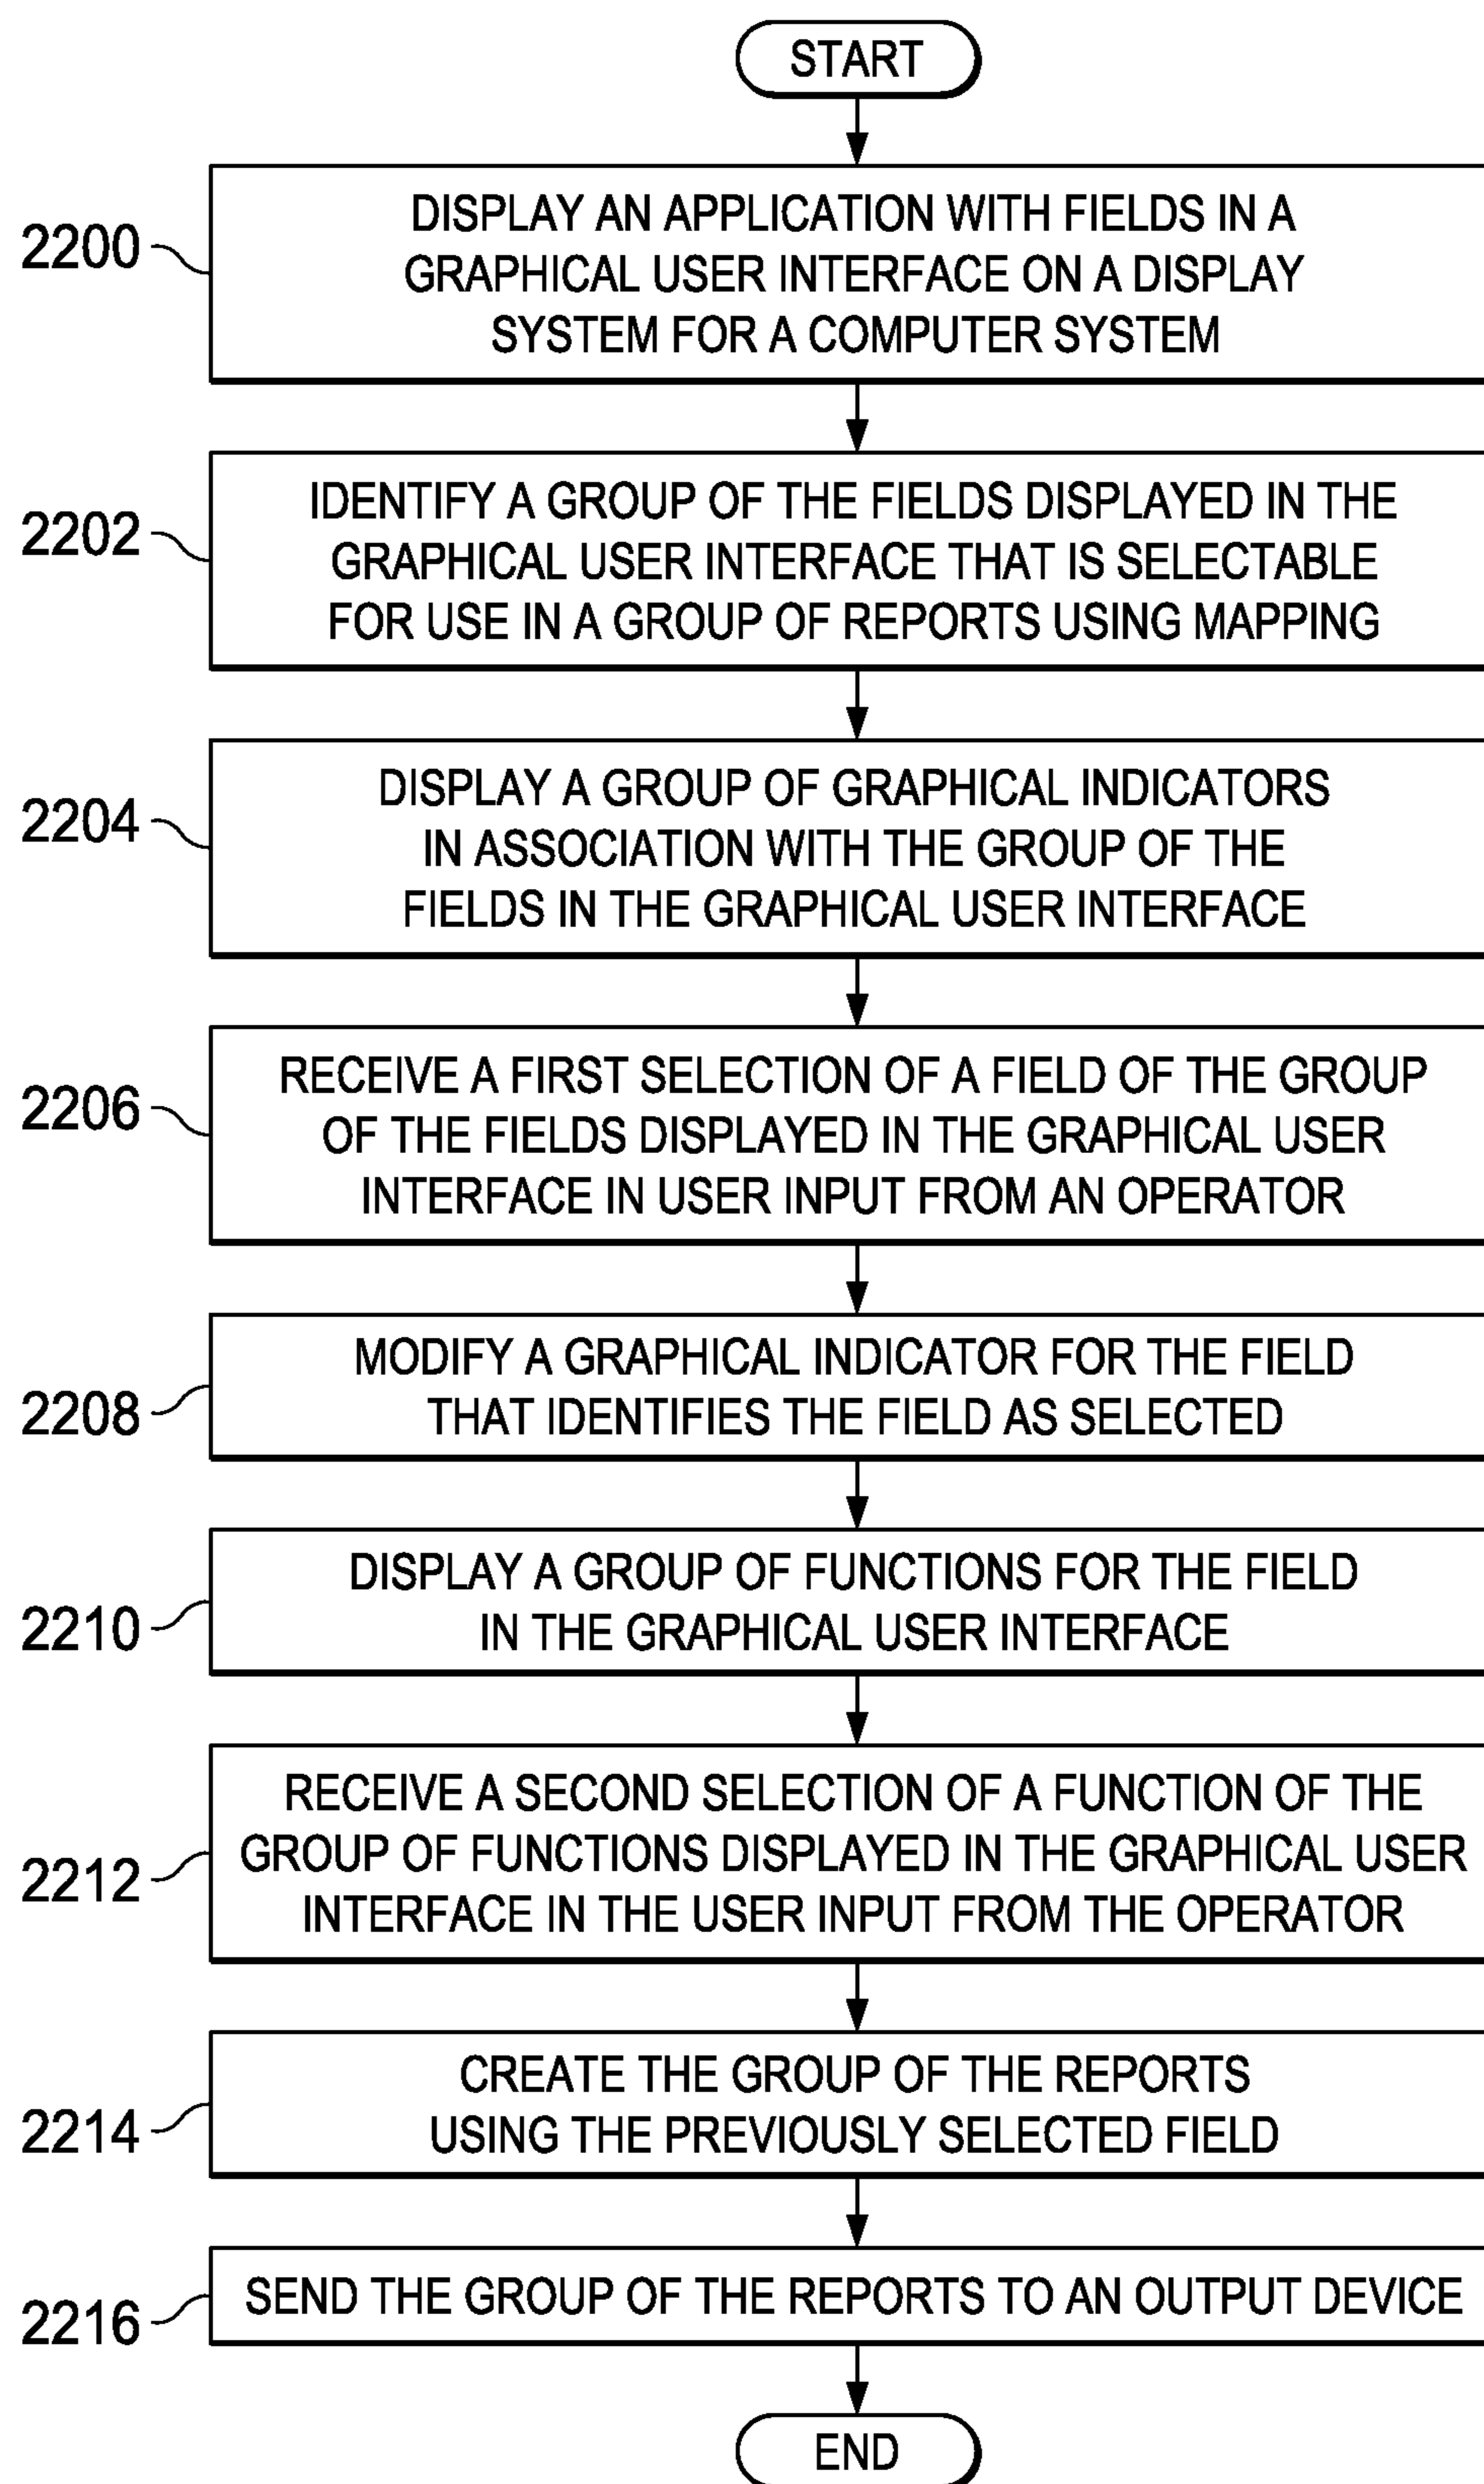 START
2200
DISPLAY AN APPLICATION WITH FIELDS IN A
GRAPHICAL USER INTERFACE ON A DISPLAY
SYSTEM FOR A COMPUTER SYSTEM
2202
IDENTIFY A GROUP OF THE FIELDS DISPLAYED IN THE
GRAPHICAL USER INTERFACE THAT IS SELECTABLE
FOR USE IN A GROUP OF REPORTS USING MAPPING
2204
DISPLAY A GROUP OF GRAPHICAL INDICATORS
IN ASSOCIATION WITH THE GROUP OF THE
FIELDS IN THE GRAPHICAL USER INTERFACE
2206
RECEIVE A FIRST SELECTION OF A FIELD OF THE GROUP
OF THE FIELDS DISPLAYED IN THE GRAPHICAL USER
INTERFACE IN USER INPUT FROM AN OPERATOR
2208
MODIFY A GRAPHICAL INDICATOR FOR THE FIELD
THAT IDENTIFIES THE FIELD AS SELECTED
2210
DISPLAY A GROUP OF FUNCTIONS FOR THE FIELD
IN THE GRAPHICAL USER INTERFACE
2212
RECEIVE A SECOND SELECTION OF A FUNCTION OF THE
GROUP OF FUNCTIONS DISPLAYED IN THE GRAPHICAL USER
INTERFACE IN THE USER INPUT FROM THE OPERATOR
2214
CREATE THE GROUP OF THE REPORTS
USING THE PREVIOUSLY SELECTED FIELD
2216
SEND THE GROUP OF THE REPORTS TO AN OUTPUT DEVICE
END